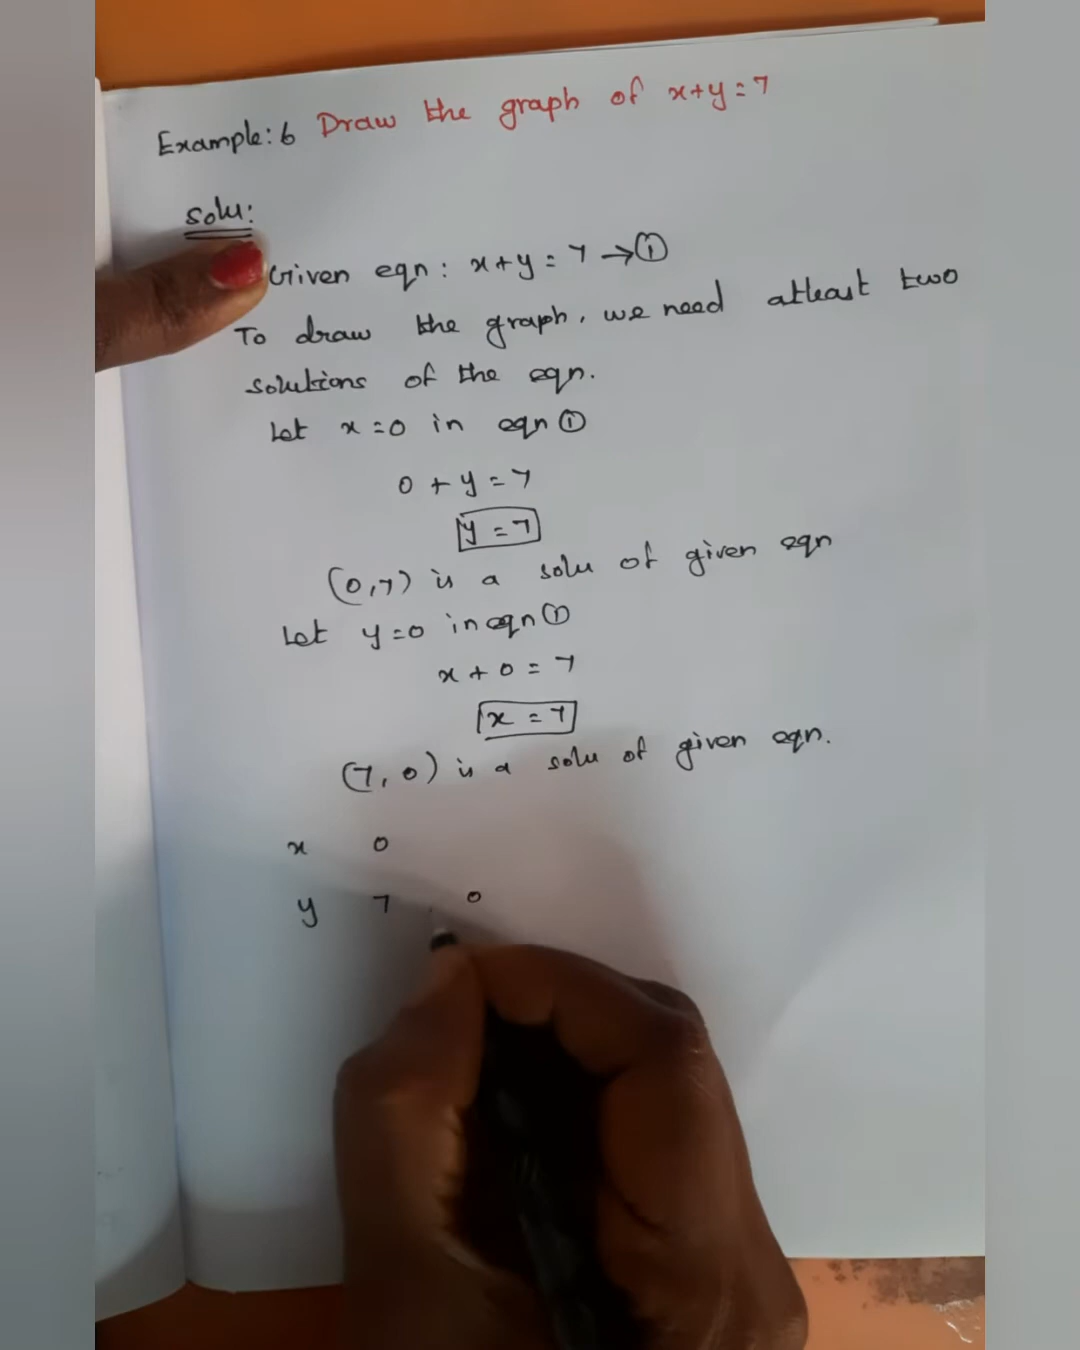 Example: 6 Draw the graph of x+y=7
Solu:
Given eqn: x+y=7 →①
To draw the graph, we need atleast two
solutions of the eqn.
Let x=0 in eqn ①
0+y=7
y=7
(0,7) is a solu of given eqn
Let y=0 in eqn ①
x+0=7
x=7
(7,0) is a solu of given eqn.
x 0
y 7 0